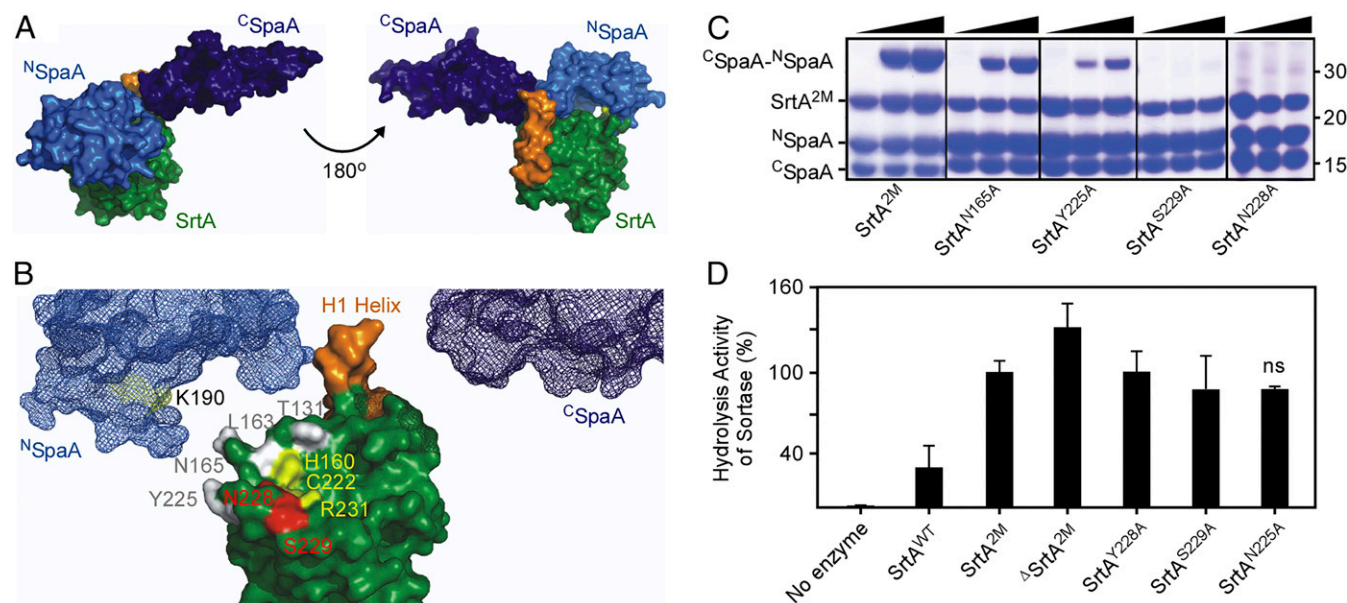 A
CSpaA
NSpaA
SrtA
180°
CSpaA
NSpaA
SrtA
B
H1 Helix
K190
NSpaA
CSpaA
T131
L163
N165
Y225
H160
C222
N228
R231
S229
C
CSpaA-NSpaA
SrtA2M
NSpaA
CSpaA
30
20
15
SrtA2M
SrtAN165A
SrtAY225A
SrtAS229A
SrtAN228A
D
Hydrolysis Activity
of Sortase (%)
160
100
40
ns
No enzyme
SrtAWT
SrtA2M
ΔSrtA2M
SrtAY228A
SrtAS229A
SrtAN225A